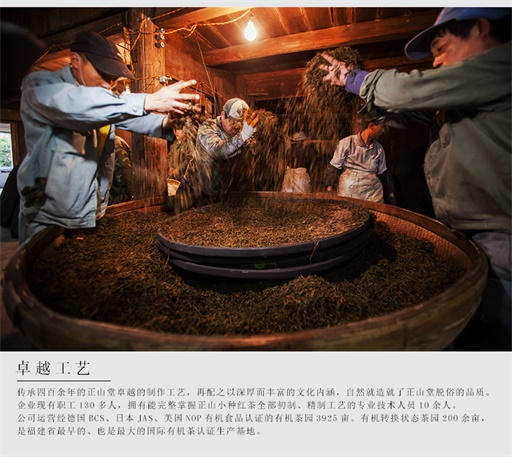 卓越工艺
传承四百余年的正山堂卓越的制作工艺，再配之以深厚而丰富的文化内涵，自然就造就了正山堂脱俗的品质。
企业现有职工130多人，拥有能完整掌握正山小种红茶全部初制、精制工艺的专业技术人员10余人。
公司运营经德国BCS、日本JAS、美国NOP有机食品认证的有机茶园3925亩。有机转换状态茶园200余亩，
是福建省最早的、也是最大的国际有机茶认证生产基地。